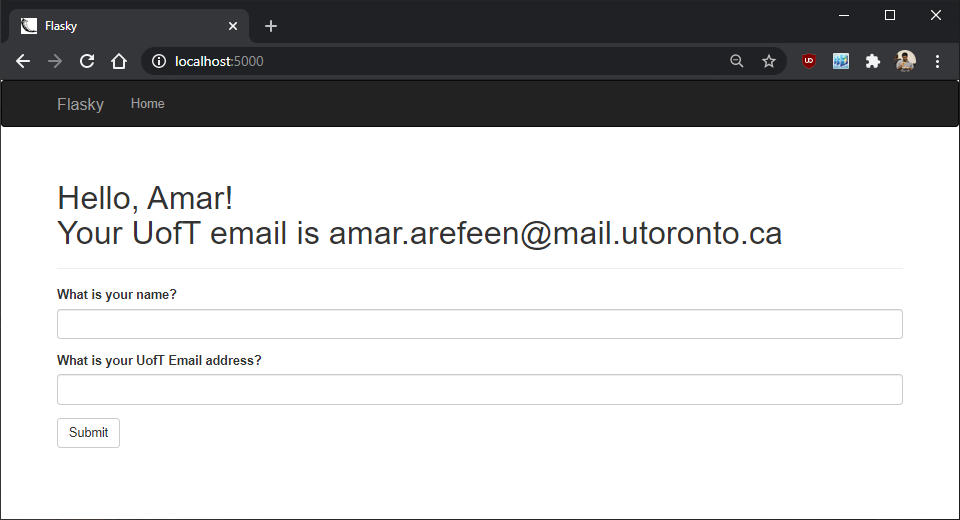 Flasky
localhost:5000
UD
Flasky Home
Hello, Amar!
Your UofT email is amar.arefeen@mail.utoronto.ca
What is your name?
What is your UofT Email address?
Submit